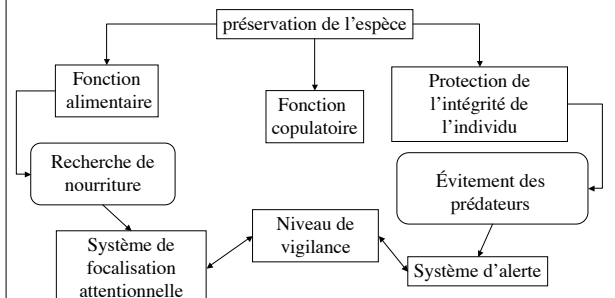 préservation de l'espèce
Fonction
alimentaire
Fonction
copulatoire
Protection de
l'intégrité de
l'individu
Recherche de
nourriture
Évitement des
prédateurs
Système de
focalisation
attentionnelle
Niveau de
vigilance
Système d'alerte